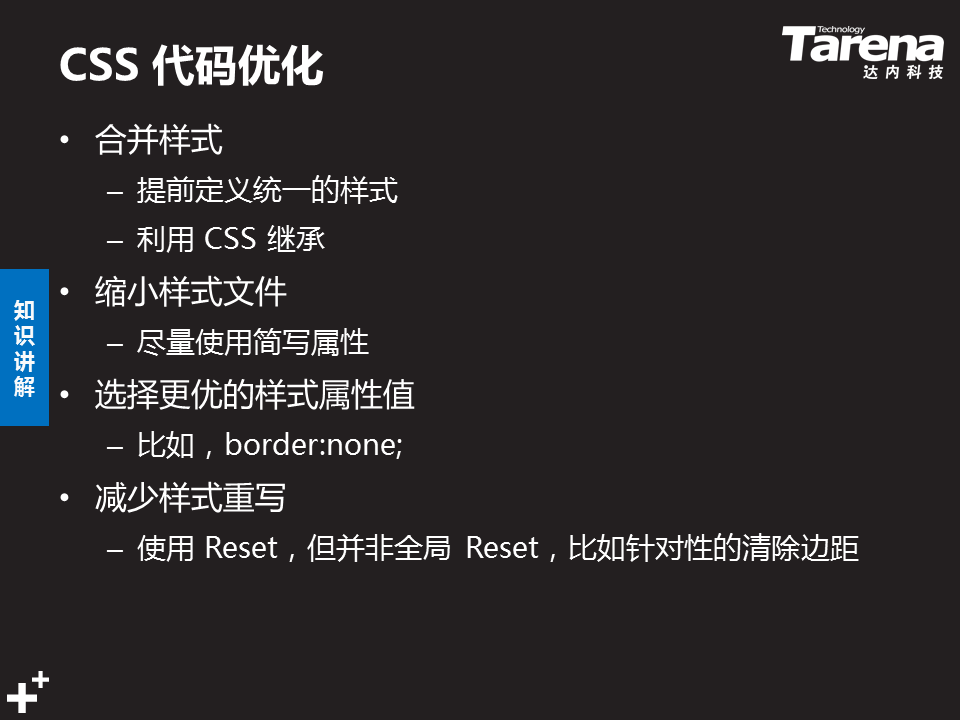 CSS 代码优化
Technology
Tarena
达内科技
• 合并样式
– 提前定义统一的样式
– 利用 CSS 继承
• 缩小样式文件
– 尽量使用简写属性
• 选择更优的样式属性值
– 比如，border:none;
• 减少样式重写
– 使用 Reset，但并非全局 Reset，比如针对性的清除边距
知识讲解